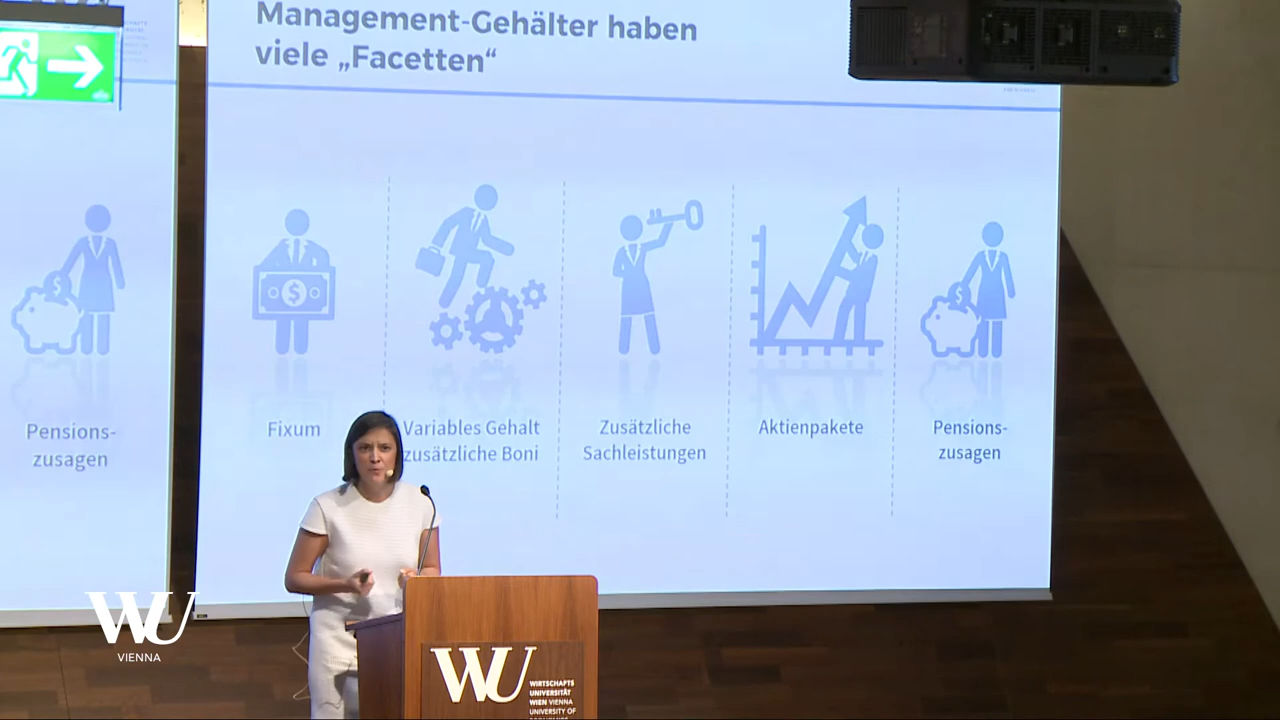 Management-Gehälter haben
viele „Facetten“
Pensions-
zusagen
Fixum
Variables Gehalt
zusätzliche Boni
Zusätzliche
Sachleistungen
Aktienpakete
Pensions-
zusagen
WU
VIENNA
WU
WIRTSCHAFTS
UNIVERSITÄT
WIEN VIENNA
UNIVERSITY OF